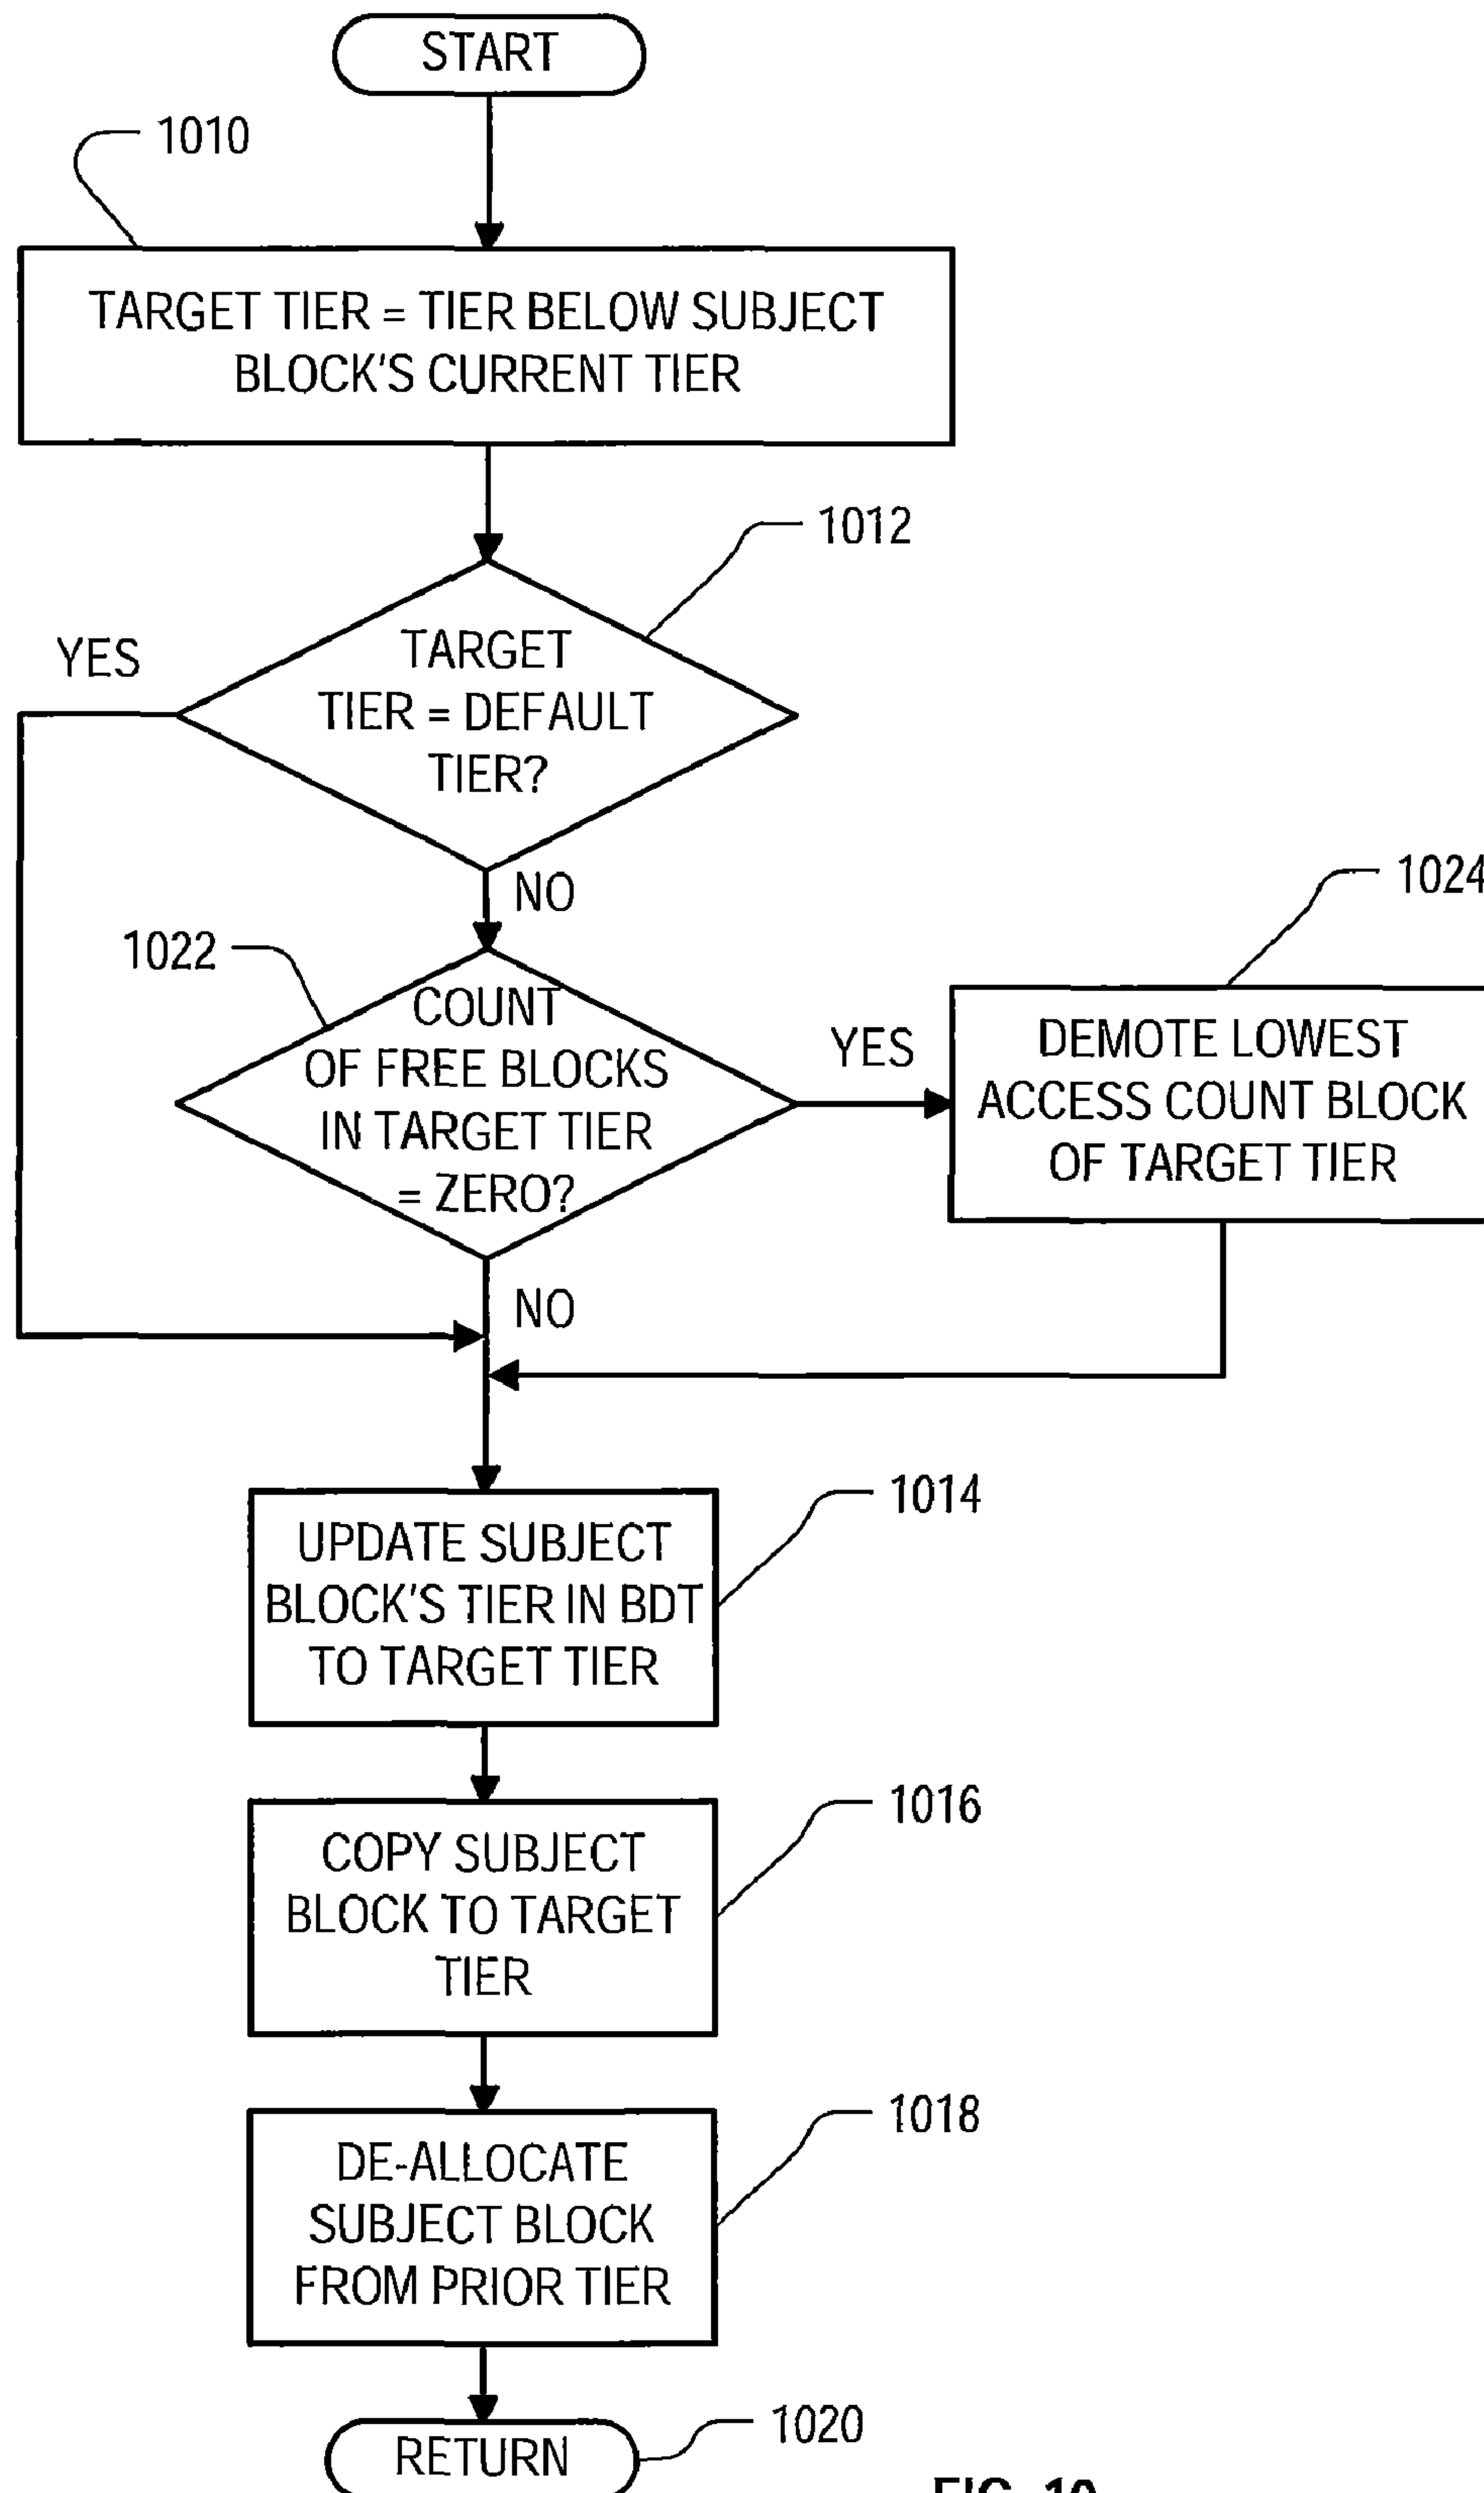 START
1010
TARGET TIER = TIER BELOW SUBJECT
BLOCK'S CURRENT TIER
1012
YES
TARGET
TIER = DEFAULT
TIER?
NO
1024
1022
COUNT
OF FREE BLOCKS
IN TARGET TIER
= ZERO?
YES
DEMOTE LOWEST
ACCESS COUNT BLOCK
OF TARGET TIER
NO
1014
UPDATE SUBJECT
BLOCK'S TIER IN BDT
TO TARGET TIER
1016
COPY SUBJECT
BLOCK TO TARGET
TIER
1018
DE-ALLOCATE
SUBJECT BLOCK
FROM PRIOR TIER
1020
RETURN
FIG.